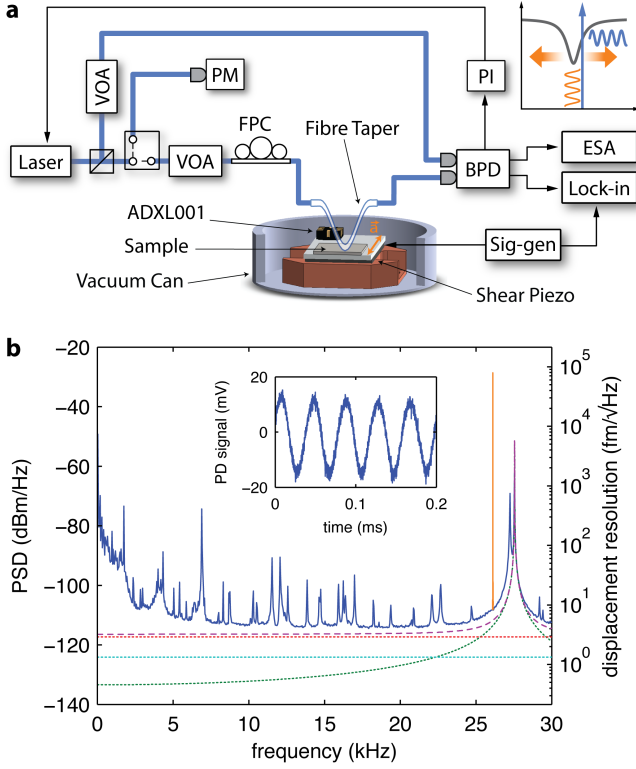 a
VOA
PM
PI
FPC
Fibre Taper
Laser
VOA
BPD
ESA
Lock-in
ADXL001
Sample
Sig-gen
Vacuum Can
Shear Piezo
b
−20
−40
−60
−80
−100
−120
−140
PSD (dBm/Hz)
20
0
−20
PD signal (mV)
0
0.1
0.2
time (ms)
10⁵
10⁴
10³
10²
10¹
10⁰
displacement resolution (fm/√Hz)
0
5
10
15
20
25
30
frequency (kHz)